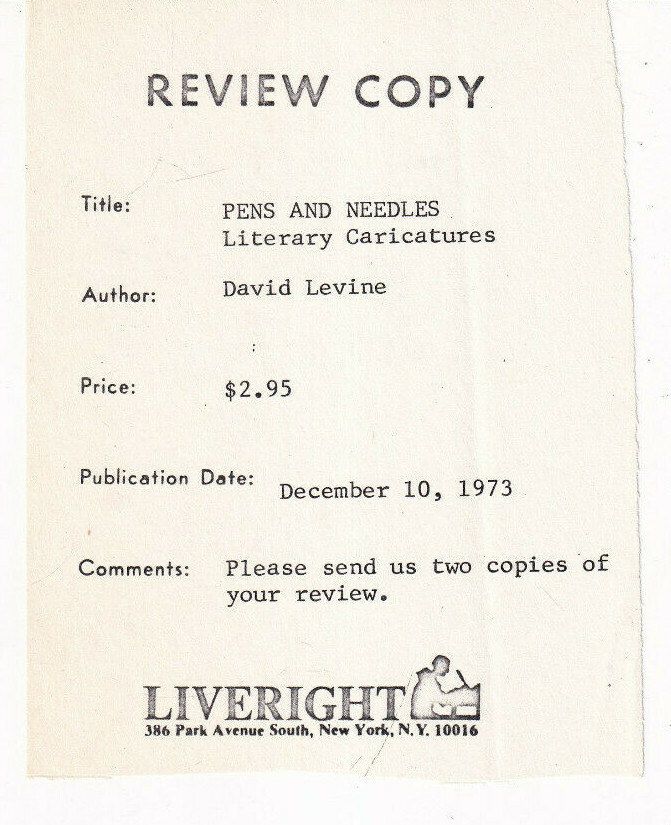 REVIEW COPY
Title: PENS AND NEEDLES
Literary Caricatures
Author: David Levine
Price: $2.95
Publication Date: December 10, 1973
Comments: Please send us two copies of
your review.
LIVERIGHT
386 Park Avenue South, New York, N.Y. 10016